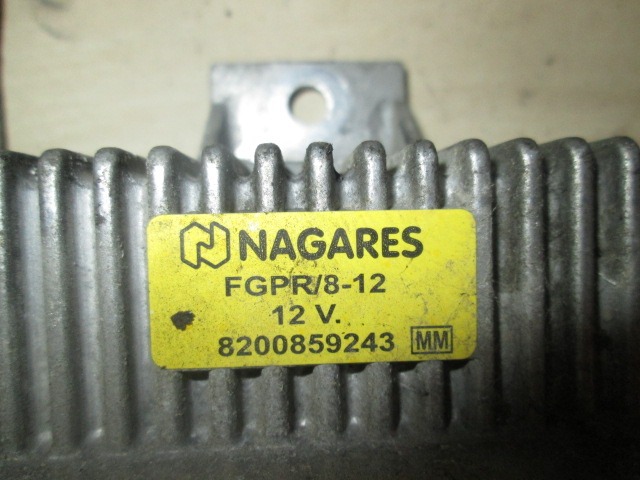 NAGARES
FGPR/8-12
12 V.
8200859243 MM